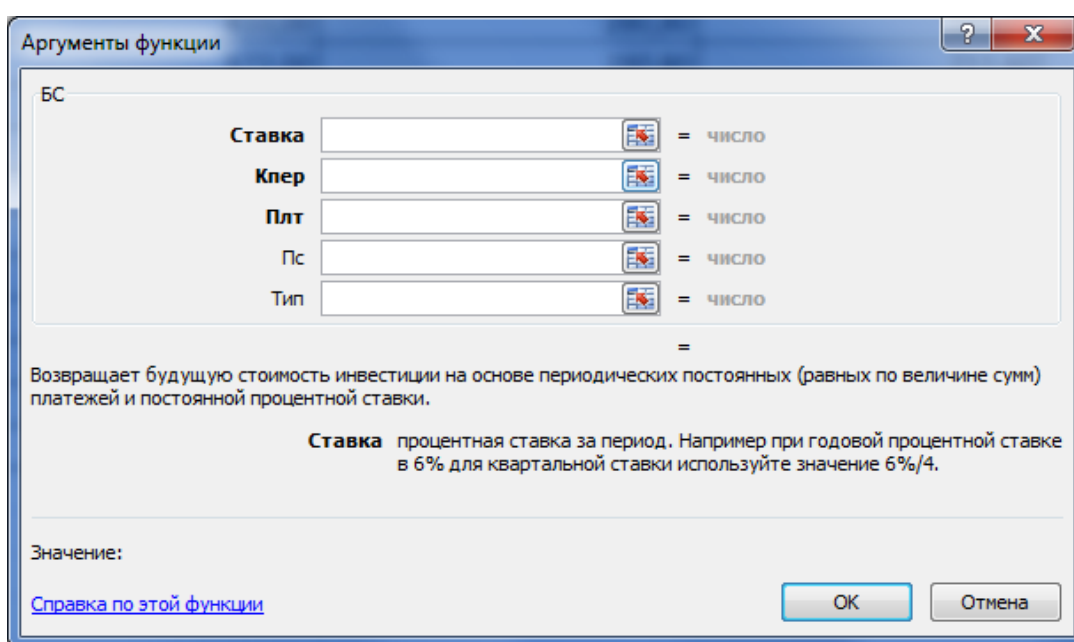 Аргументы функции
БС
Ставка = число
Кпер = число
Плт = число
Пс = число
Тип = число
=
Возвращает будущую стоимость инвестиции на основе периодических постоянных (равных по величине сумм)
платежей и постоянной процентной ставки.
Ставка процентная ставка за период. Например при годовой процентной ставке
в 6% для квартальной ставки используйте значение 6%/4.
Значение:
Справка по этой функции
ОК Отмена